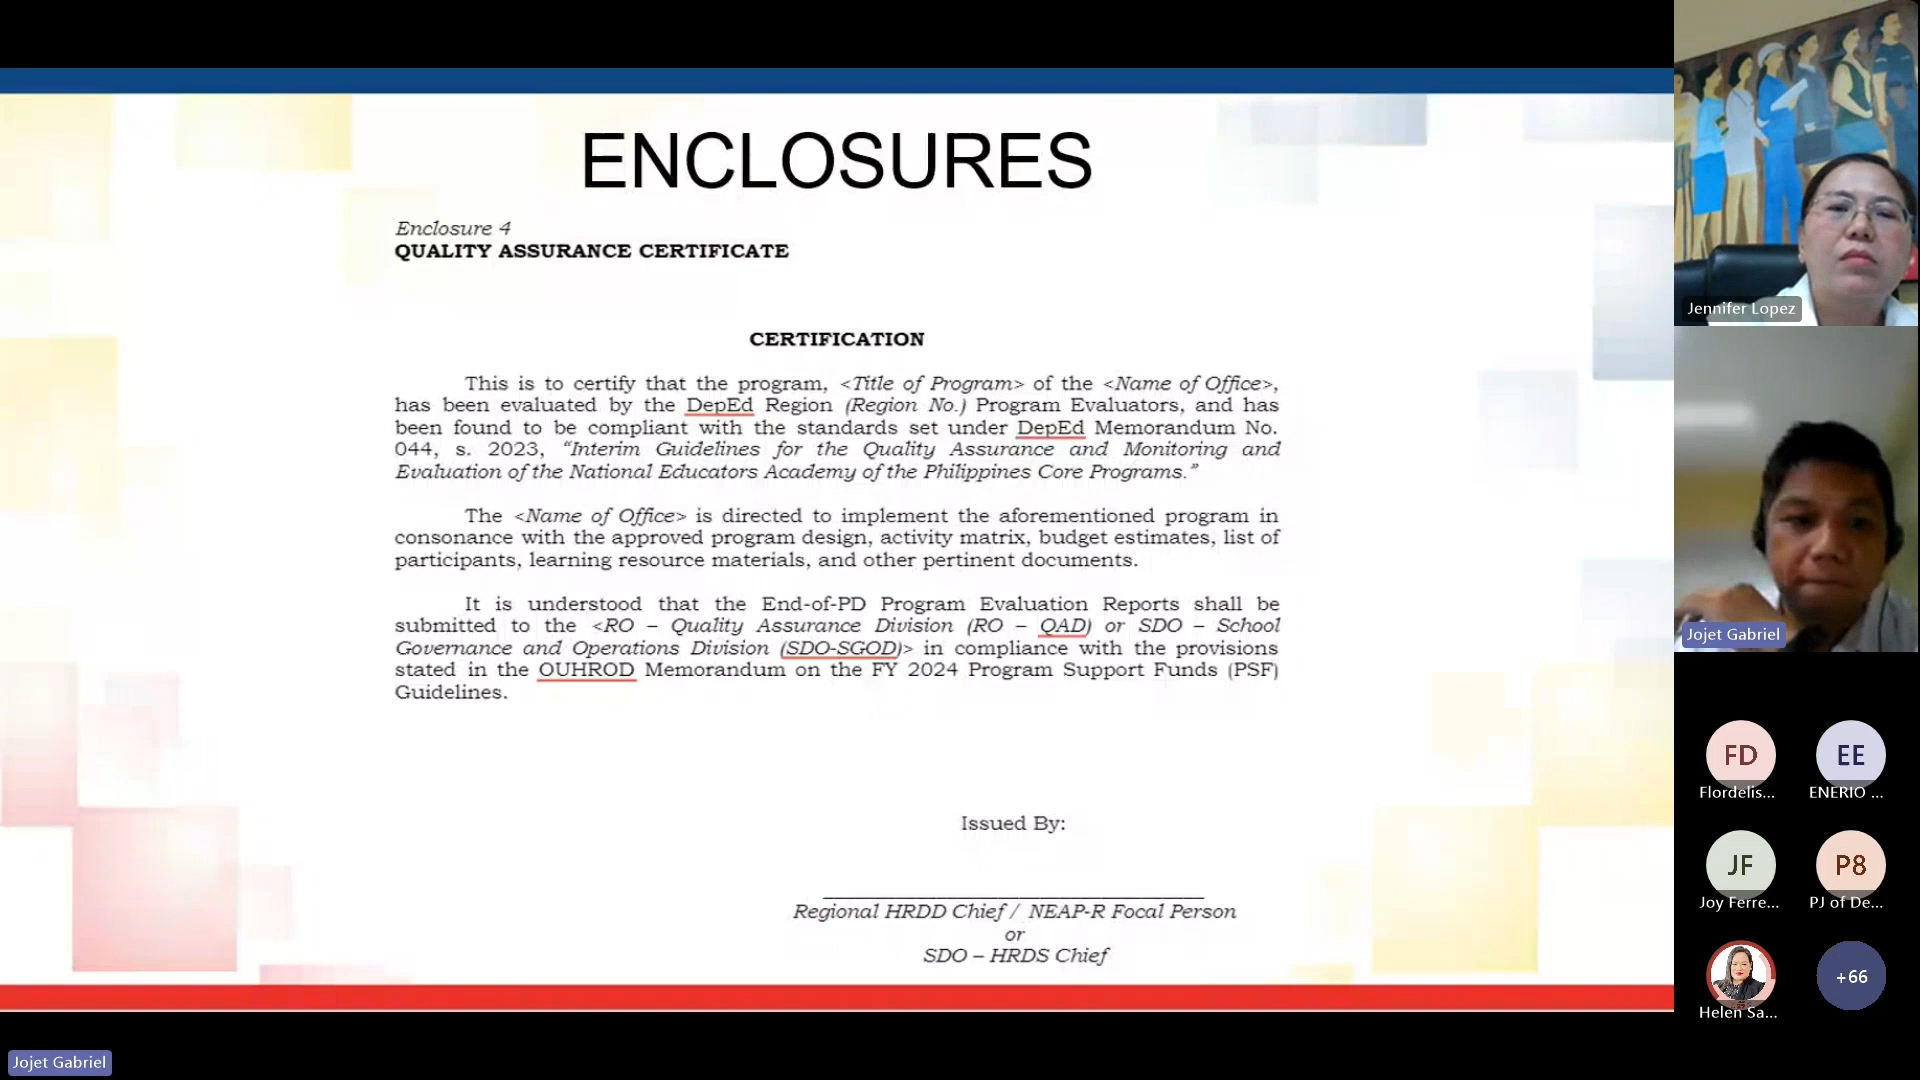 ENCLOSURES
Enclosure 4
QUALITY ASSURANCE CERTIFICATE
CERTIFICATION
This is to certify that the program, <Title of Program> of the <Name of Office>,
has been evaluated by the DepEd Region (Region No.) Program Evaluators, and has
been found to be compliant with the standards set under DepEd Memorandum No.
044, s. 2023, “Interim Guidelines for the Quality Assurance and Monitoring and
Evaluation of the National Educators Academy of the Philippines Core Programs.”
The <Name of Office> is directed to implement the aforementioned program in
consonance with the approved program design, activity matrix, budget estimates, list of
participants, learning resource materials, and other pertinent documents.
It is understood that the End-of-PD Program Evaluation Reports shall be
submitted to the <RO – Quality Assurance Division (RO – QAD) or SDO – School
Governance and Operations Division (SDO-SGOD)> in compliance with the provisions
stated in the OUHROD Memorandum on the FY 2024 Program Support Funds (PSF)
Guidelines.
Issued By:
Regional HRDD Chief / NEAP-R Focal Person
or
SDO – HRDS Chief
Jennifer Lopez
Jojet Gabriel
FD
Flordelis...
EE
ENERIO ...
JF
Joy Ferre...
P8
PJ of De...
Helen Sa...
+66
Jojet Gabriel